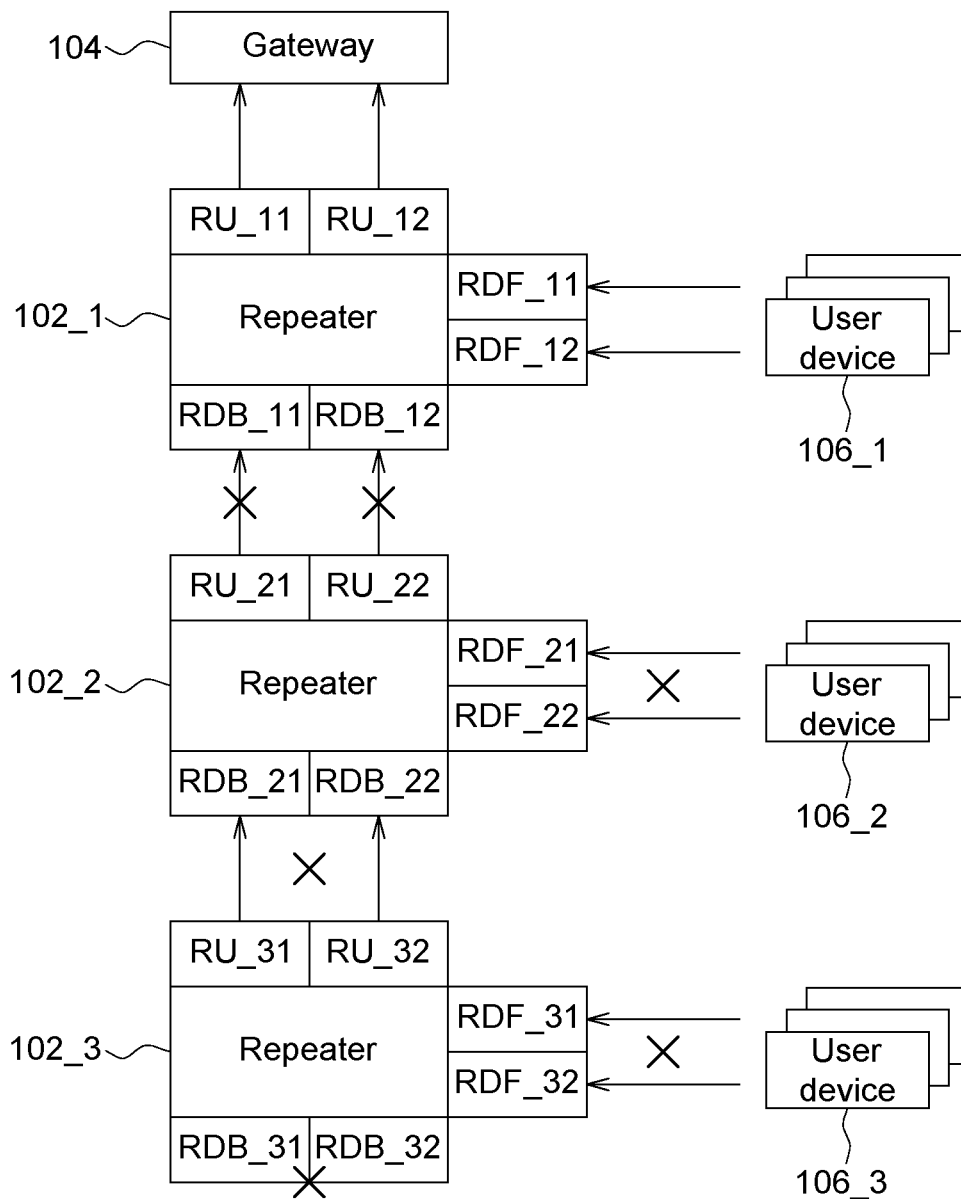 104
Gateway
RU_11
RU_12
102_1
Repeater
RDF_11
RDF_12
User
device
RDB_11
RDB_12
106_1
RU_21
RU_22
102_2
Repeater
RDF_21
RDF_22
User
device
RDB_21
RDB_22
106_2
RU_31
RU_32
102_3
Repeater
RDF_31
RDF_32
User
device
RDB_31
RDB_32
106_3